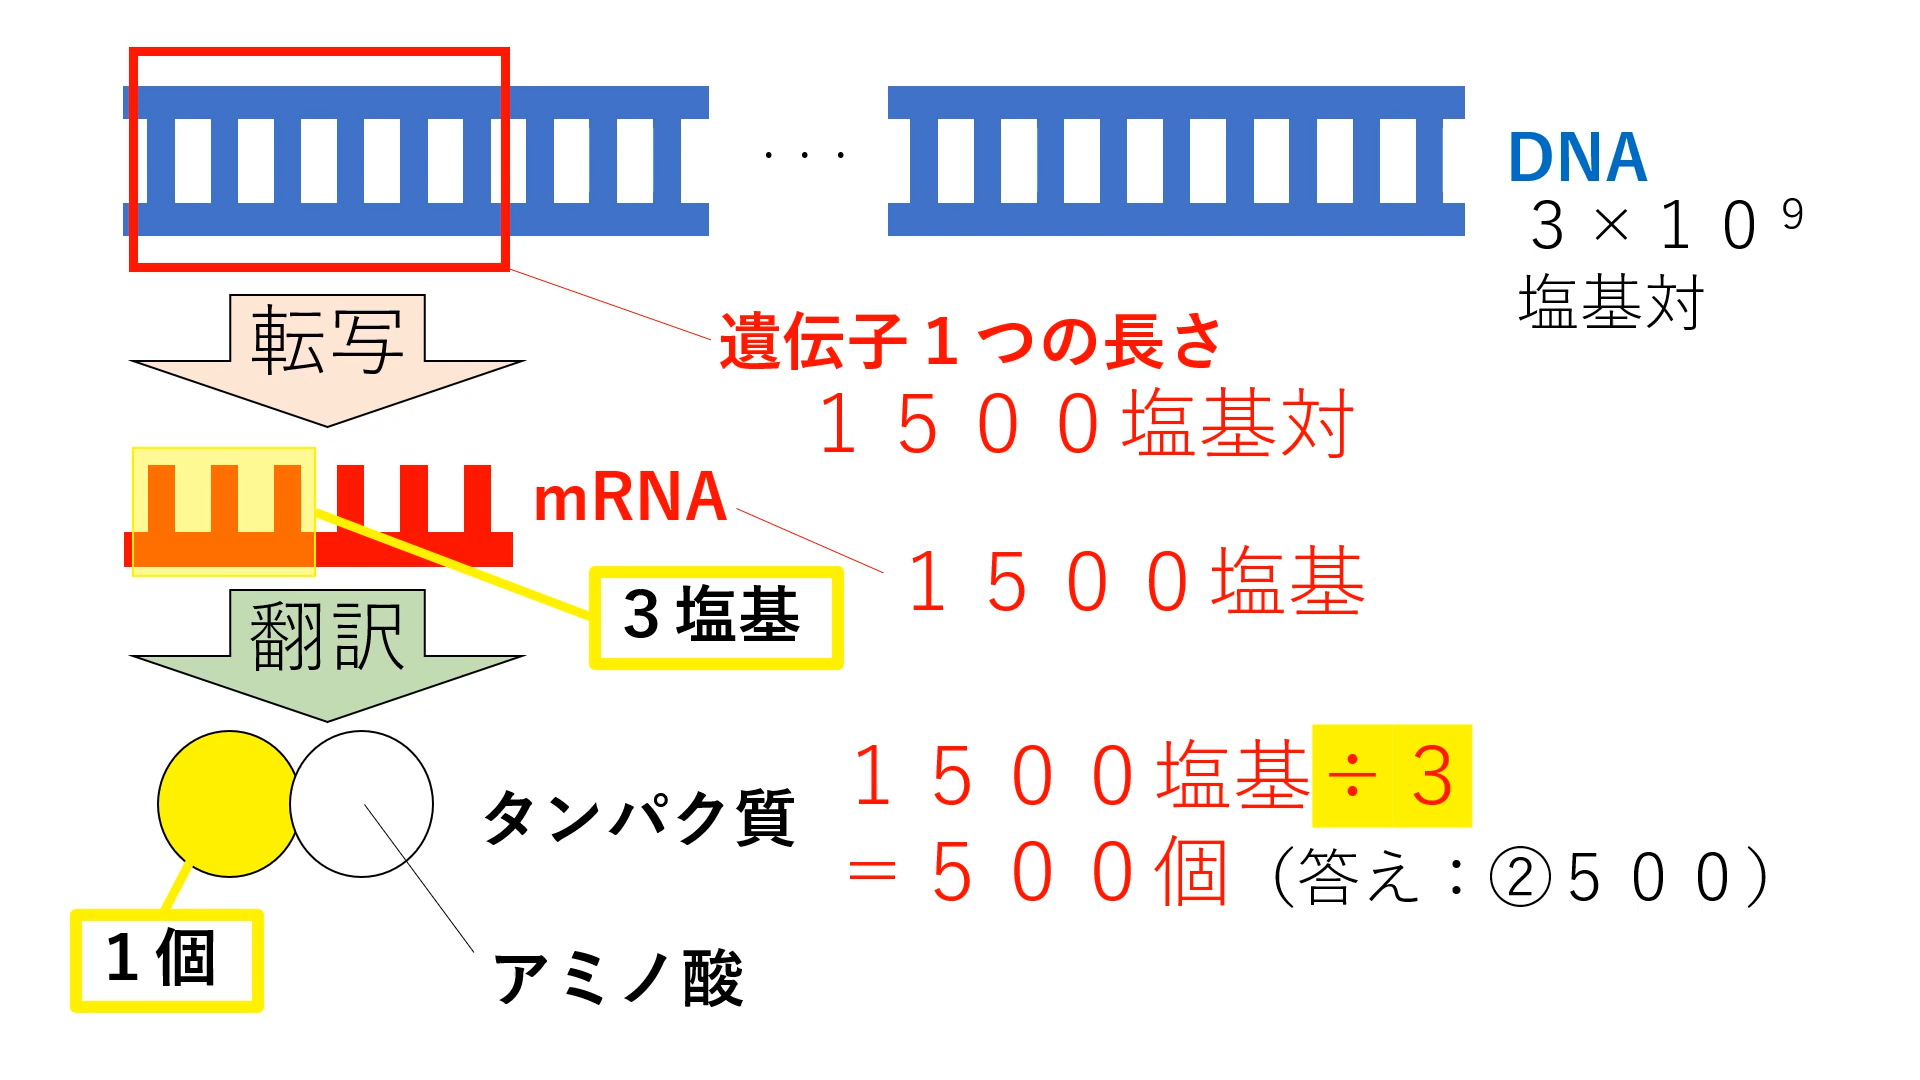 ・・・
DNA
３×１０⁹
塩基対
転写
遺伝子１つの長さ
１５００塩基対
mRNA
１５００塩基
３塩基
翻訳
タンパク質
１５００塩基÷３
＝５００個（答え：②５００）
１個
アミノ酸